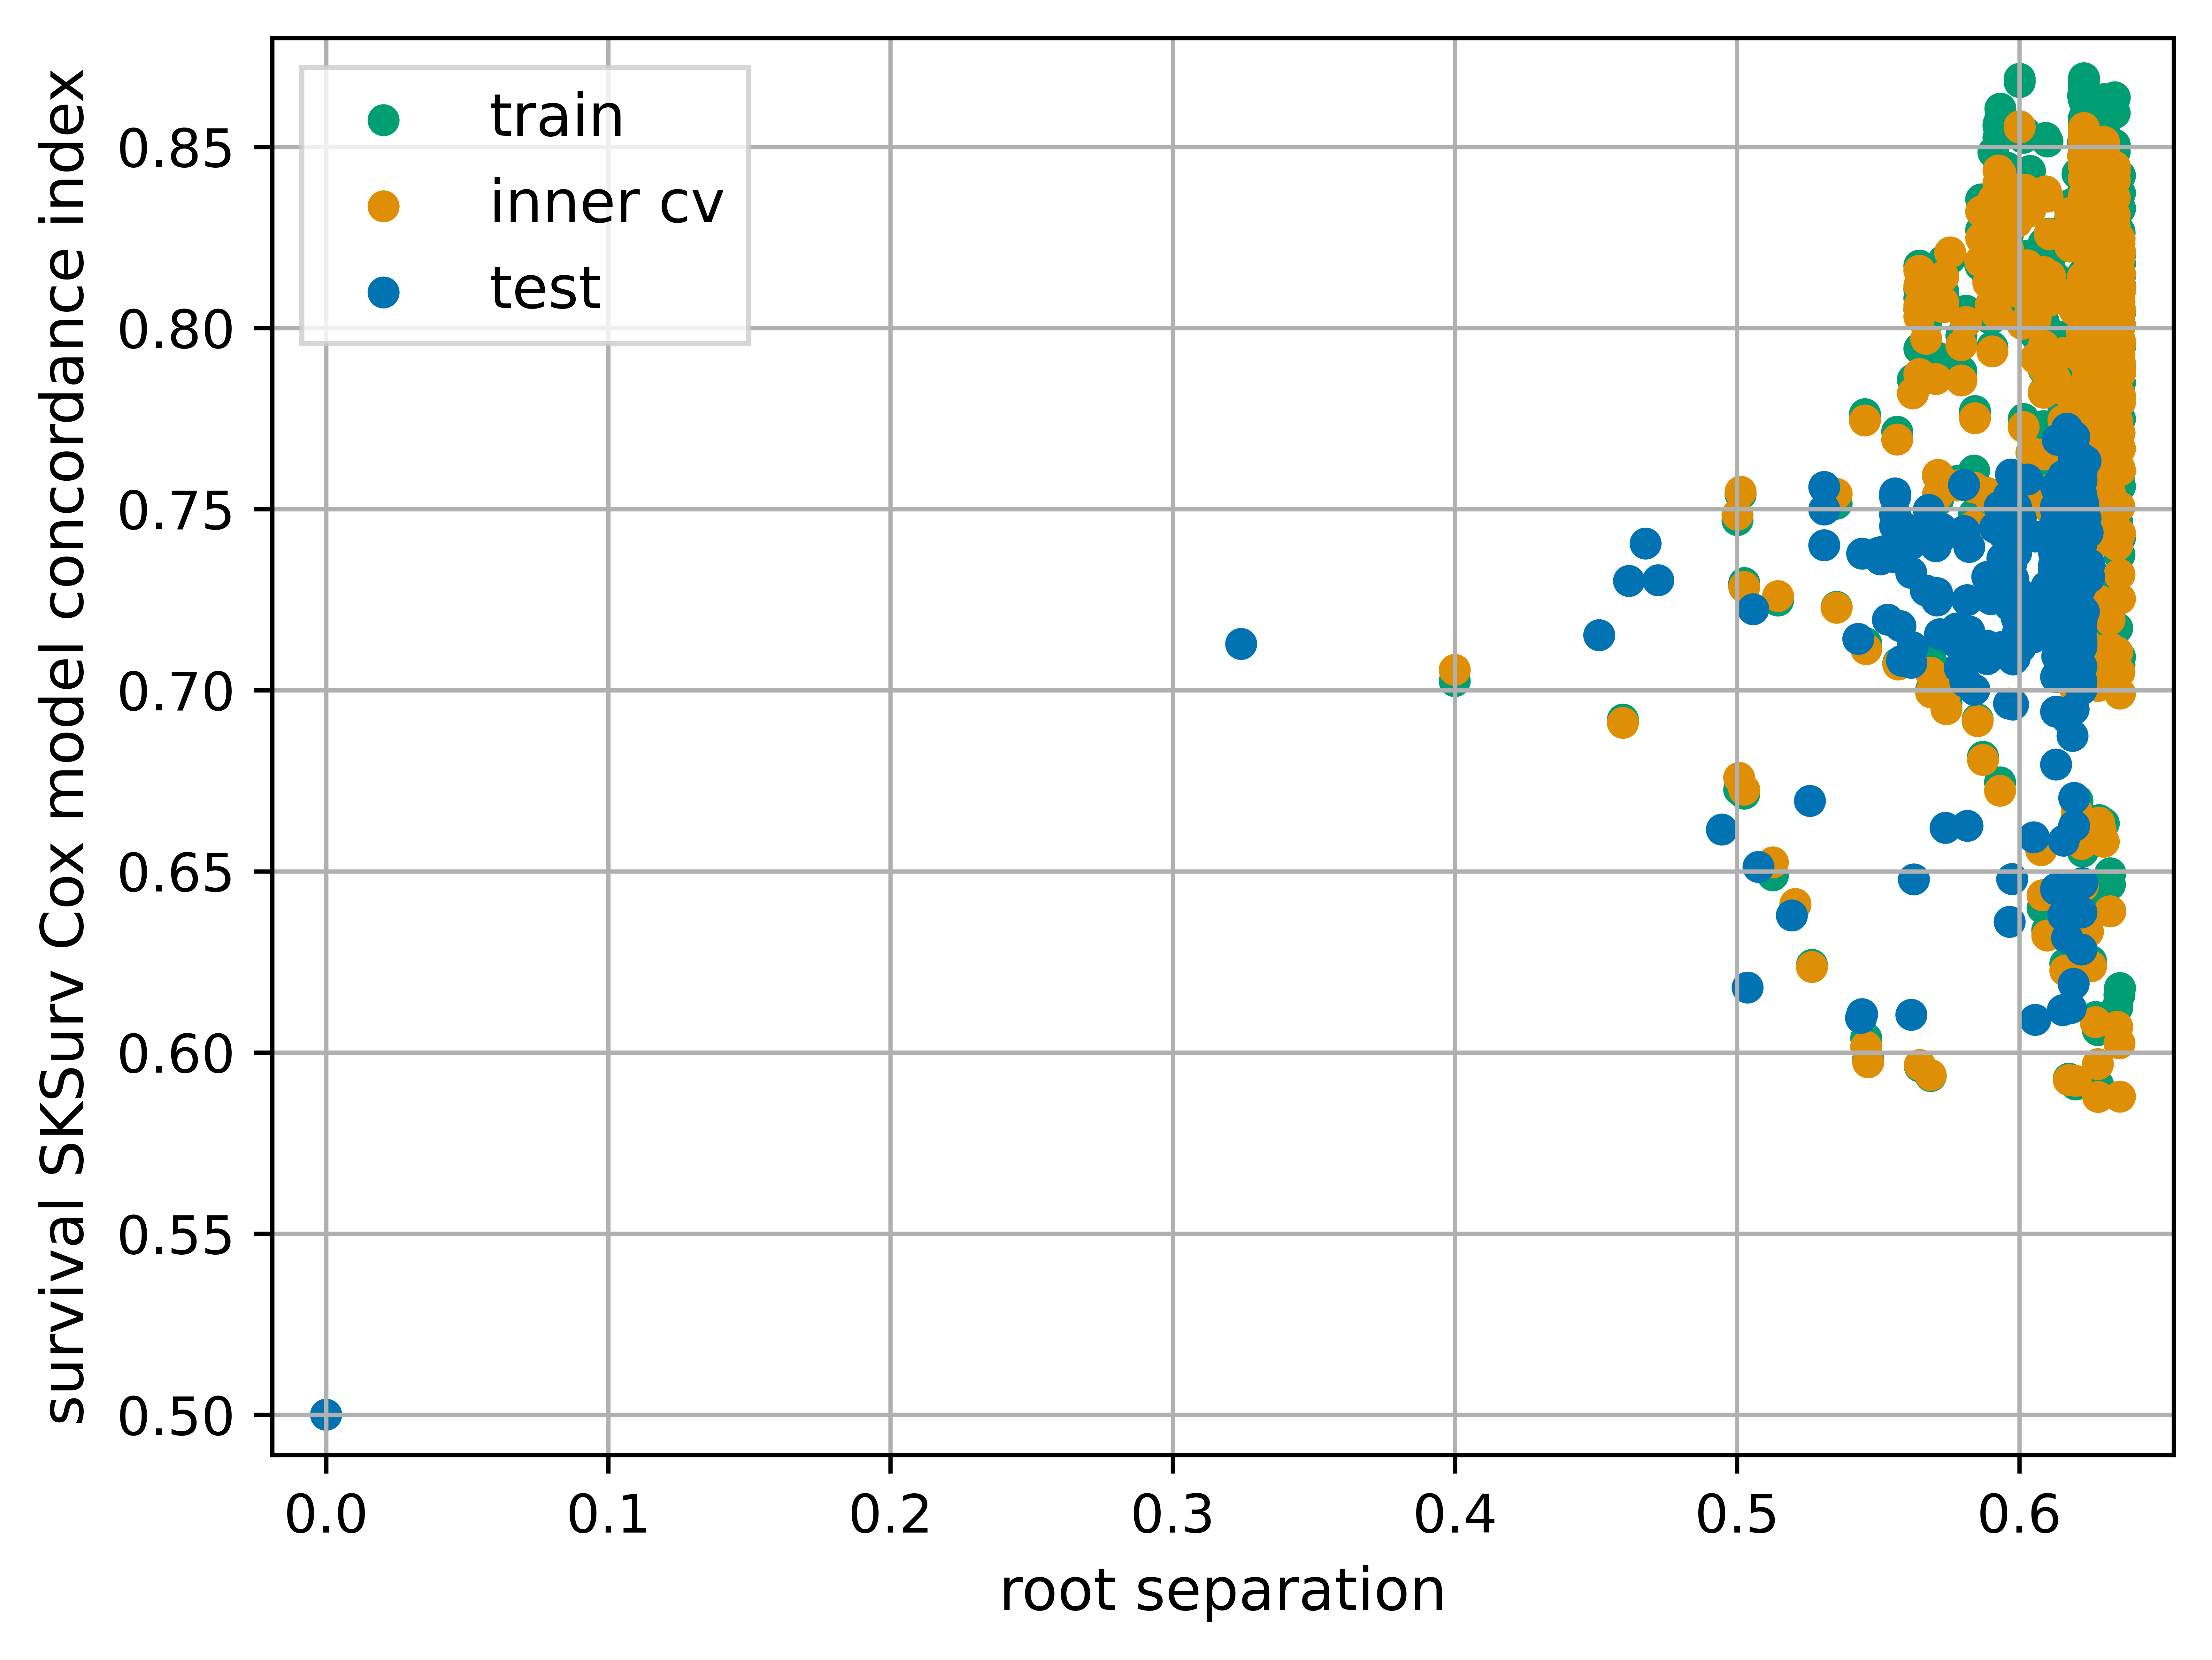 train
inner cv
test
survival SKSurv Cox model concordance index
0.85
0.80
0.75
0.70
0.65
0.60
0.55
0.50
0.0 0.1 0.2 0.3 0.4 0.5 0.6
root separation